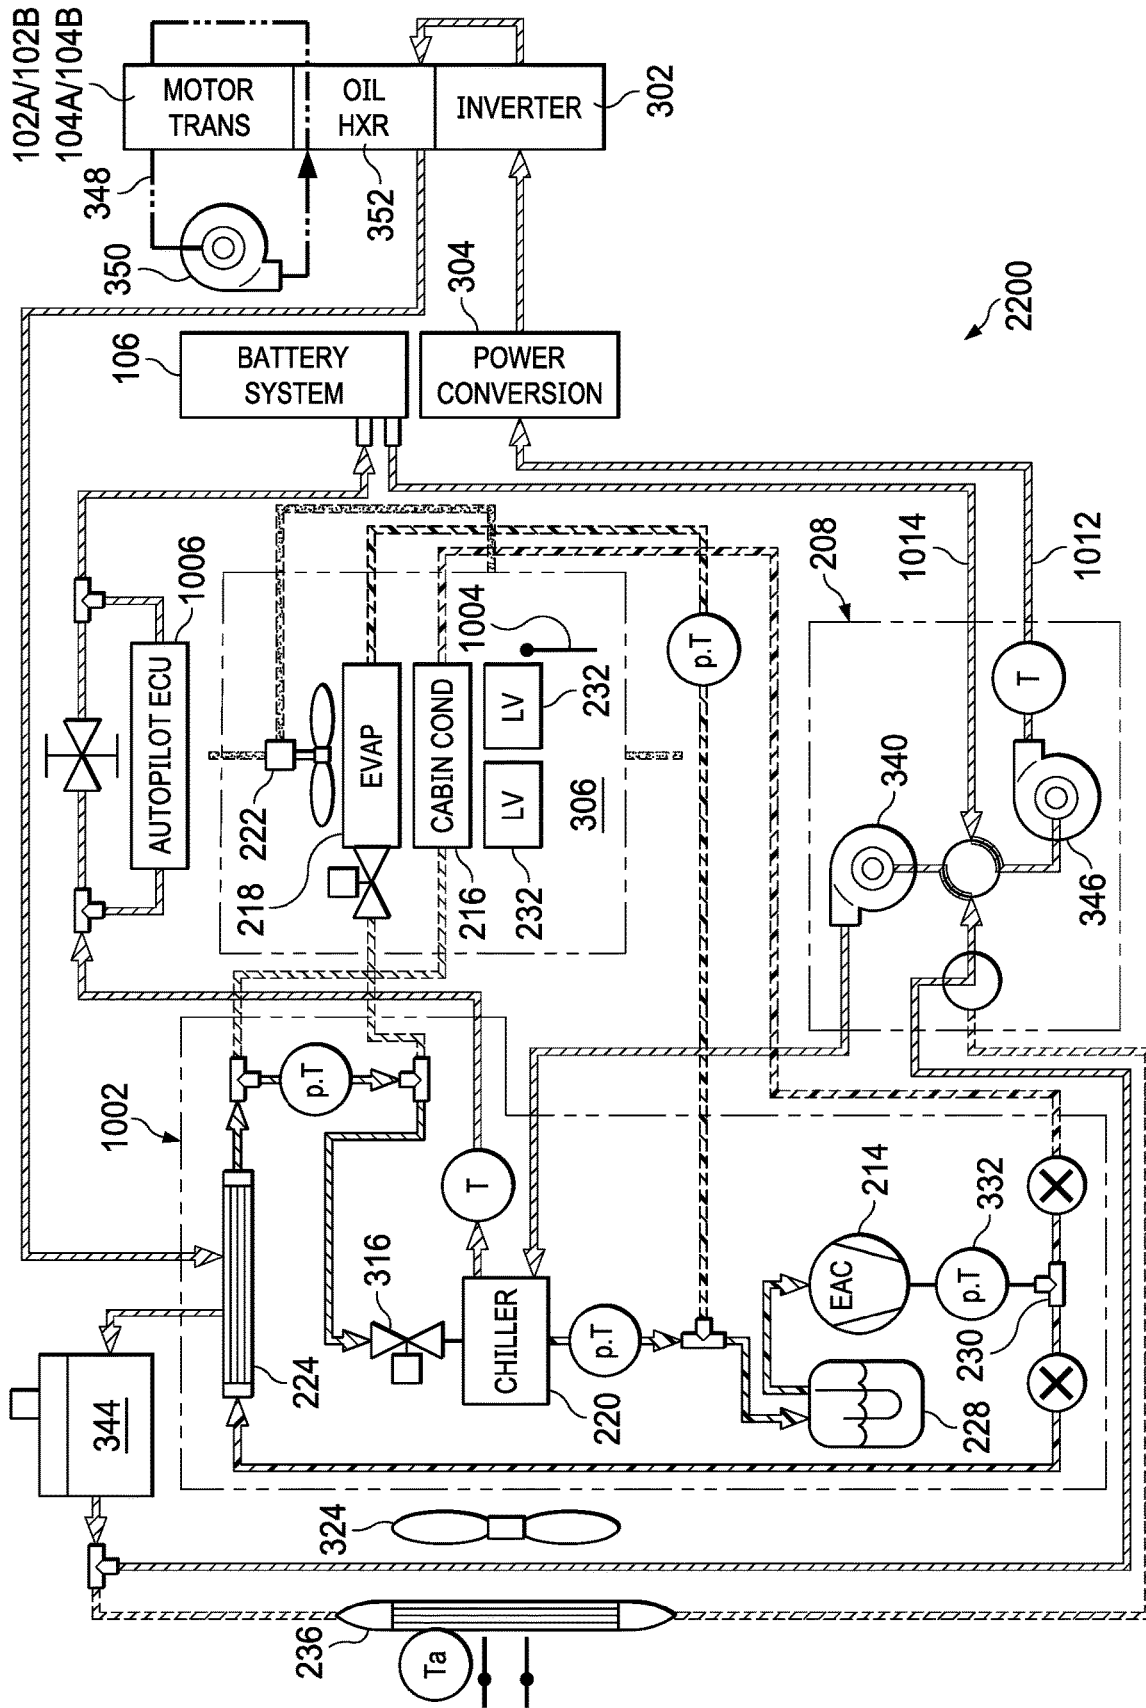 102A/102B
104A/104B
344
1002
AUTOPILOT ECU
1006
106
350
348
MOTOR
TRANS
BATTERY
SYSTEM
236
324
224
222
218
p.T
EVAP
OIL
HXR
352
Ta
316
T
216
CABIN COND
1004
304
POWER
CONVERSION
INVERTER
302
220
CHILLER
p.T
232
LV
LV
232
306
p.T
228
EAC
214
230
p.T
332
208
340
346
T
1014
1012
2200